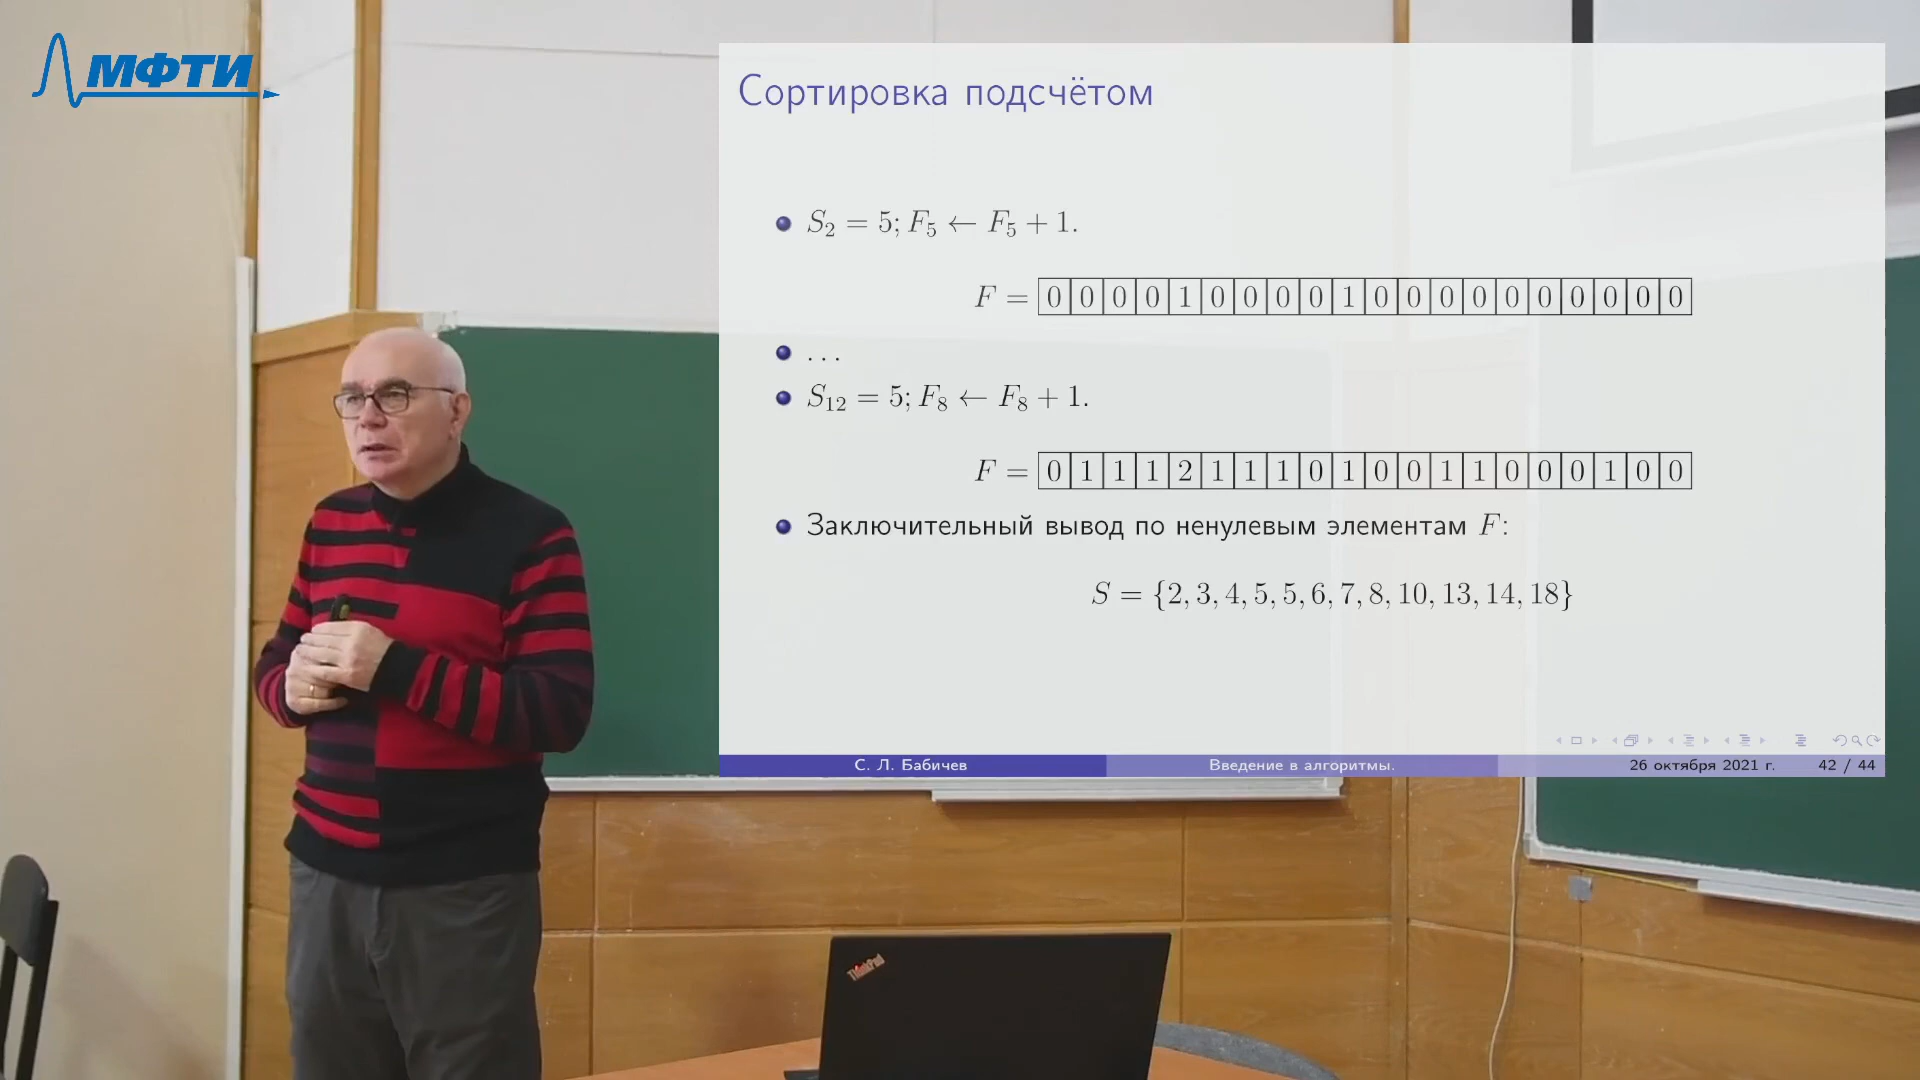 МФТИ
Сортировка подсчётом
S₂ = 5; F₅ ← F₅ + 1.
F = 0 0 0 0 1 0 0 0 0 1 0 0 0 0 0 0 0 0 0 0
...
S₁₂ = 5; F₈ ← F₈ + 1.
F = 0 1 1 1 2 1 1 1 0 1 0 0 1 1 0 0 0 1 0 0
Заключительный вывод по ненулевым элементам F:
S = {2, 3, 4, 5, 5, 6, 7, 8, 10, 13, 14, 18}
С. Л. Бабичев Введение в алгоритмы. 26 октября 2021 г. 42 / 44
ThinkPad